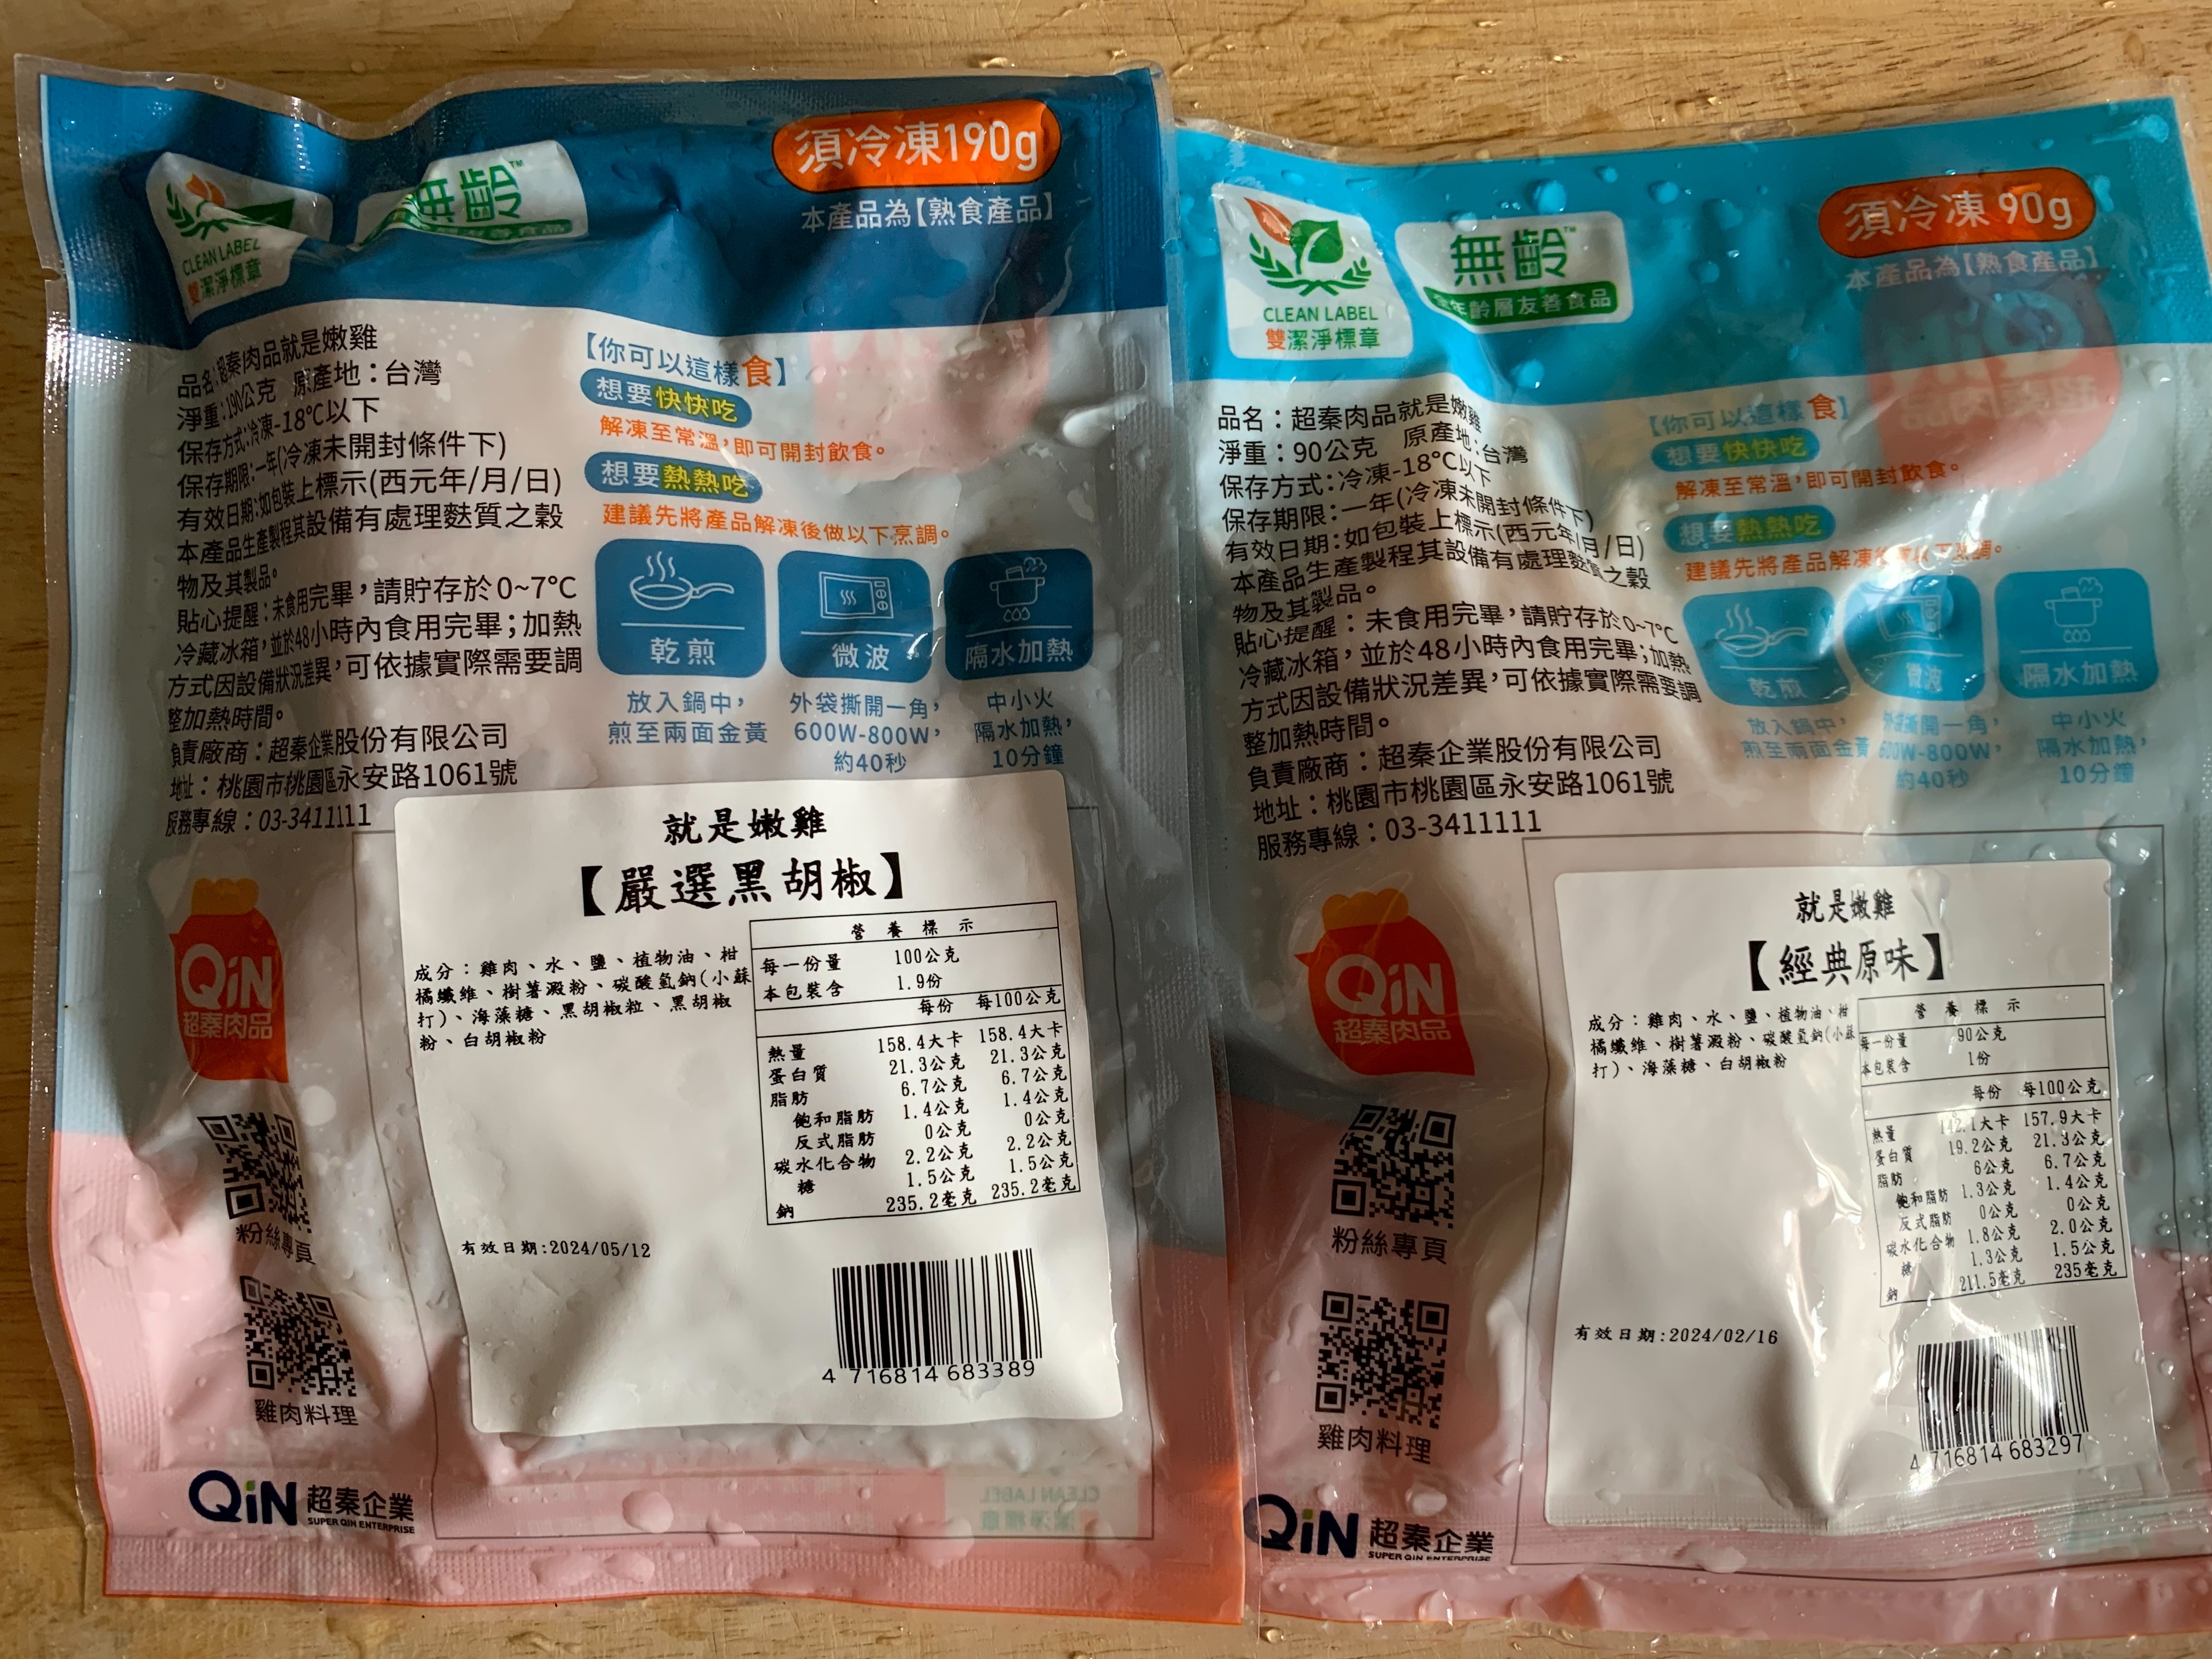 CLEAN LABEL
雙潔淨標章
無齡™
須冷凍190g
本產品為【熟食產品】
品名:超秦肉品就是嫩雞
淨重:190公克 原產地:台灣
保存方式:冷凍-18℃以下
保存期限:一年(冷凍未開封條件下)
有效日期:如包裝上標示(西元年/月/日)
本產品生產製程其設備有處理麩質之穀
物及其製品。
貼心提醒:未食用完畢,請貯存於0~7℃
冷藏冰箱,並於48小時內食用完畢;加熱
方式因設備狀況差異,可依據實際需要調
整加熱時間。
負責廠商:超秦企業股份有限公司
地址:桃園市桃園區永安路1061號
服務專線:03-3411111
【你可以這樣食】
想要快快吃
解凍至常溫,即可開封飲食。
想要熱熱吃
建議先將產品解凍後做以下烹調。
乾煎
微波
隔水加熱
放入鍋中,
煎至兩面金黃
外袋撕開一角,
600W-800W,
約40秒
中小火
隔水加熱,
10分鐘
就是嫩雞
【嚴選黑胡椒】
成分:雞肉、水、鹽、植物油、柑
橘纖維、樹薯澱粉、碳酸氫鈉(小蘇
打)、海藻糖、黑胡椒粒、黑胡椒
粉、白胡椒粉
營養標示
每一份量 100公克
本包裝含 1.9份
每份 每100公克
熱量 158.4大卡 158.4大卡
蛋白質 21.3公克 21.3公克
脂肪 6.7公克 6.7公克
飽和脂肪 1.4公克 1.4公克
反式脂肪 0公克 0公克
碳水化合物 2.2公克 2.2公克
糖 1.5公克 1.5公克
鈉 235.2毫克 235.2毫克
有效日期:2024/05/12
4 716814 683389
QiN
超秦肉品
粉絲專頁
雞肉料理
QiN 超秦企業
SUPER QIN ENTERPRISE
CLEAN LABEL
雙潔淨標章
無齡™
全年齡層友善食品
須冷凍 90g
本產品為【熟食產品】
品名:超秦肉品就是嫩雞
淨重:90公克 原產地:台灣
保存方式:冷凍-18℃以下
保存期限:一年(冷凍未開封條件下)
有效日期:如包裝上標示(西元年/月/日)
本產品生產製程其設備有處理麩質之穀
物及其製品。
貼心提醒:未食用完畢,請貯存於0~7℃
冷藏冰箱,並於48小時內食用完畢;加熱
方式因設備狀況差異,可依據實際需要調
整加熱時間。
負責廠商:超秦企業股份有限公司
地址:桃園市桃園區永安路1061號
服務專線:03-3411111
【你可以這樣食】
想要快快吃
解凍至常溫,即可開封飲食。
想要熱熱吃
建議先將產品解凍後做以下烹調。
乾煎
微波
隔水加熱
放入鍋中,
煎至兩面金黃
外袋撕開一角,
600W-800W,
約40秒
中小火
隔水加熱,
10分鐘
就是嫩雞
【經典原味】
成分:雞肉、水、鹽、植物油、柑
橘纖維、樹薯澱粉、碳酸氫鈉(小蘇
打)、海藻糖、白胡椒粉
營養標示
每一份量 90公克
本包裝含 1份
每份 每100公克
熱量 142.1大卡 157.9大卡
蛋白質 19.2公克 21.3公克
脂肪 6公克 6.7公克
飽和脂肪 1.3公克 1.4公克
反式脂肪 0公克 0公克
碳水化合物 1.8公克 2.0公克
糖 1.3公克 1.5公克
鈉 211.5毫克 235毫克
有效日期:2024/02/16
4 716814 683297
QiN
超秦肉品
粉絲專頁
雞肉料理
QiN 超秦企業
SUPER QIN ENTERPRISE